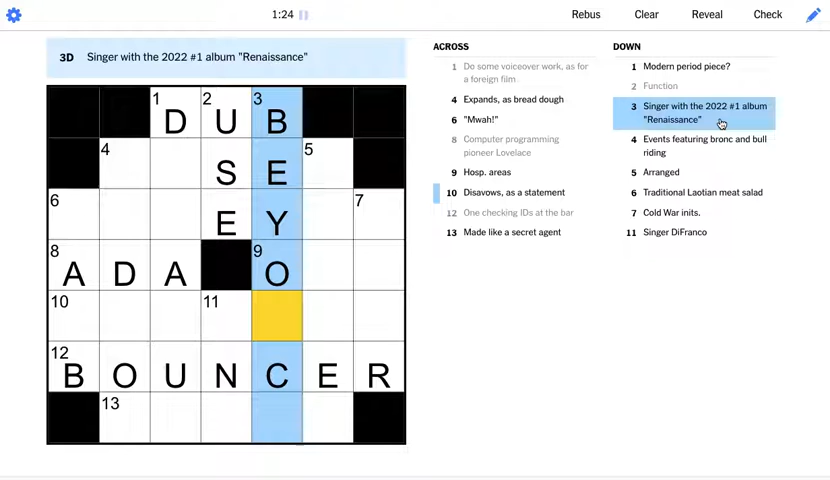 1:24
Rebus Clear Reveal Check
3D Singer with the 2022 #1 album "Renaissance"
1 D 2 U 3 B
4 S E 5
6 E Y 7
8 A D A 9 O
10 11
12 B O U N C E R
13
ACROSS
1 Do some voiceover work, as for
a foreign film
4 Expands, as bread dough
6 "Mwah!"
8 Computer programming
pioneer Lovelace
9 Hosp. areas
10 Disavows, as a statement
12 One checking IDs at the bar
13 Made like a secret agent
DOWN
1 Modern period piece?
2 Function
3 Singer with the 2022 #1 album
"Renaissance"
4 Events featuring bronc and bull
riding
5 Arranged
6 Traditional Laotian meat salad
7 Cold War inits.
11 Singer DiFranco